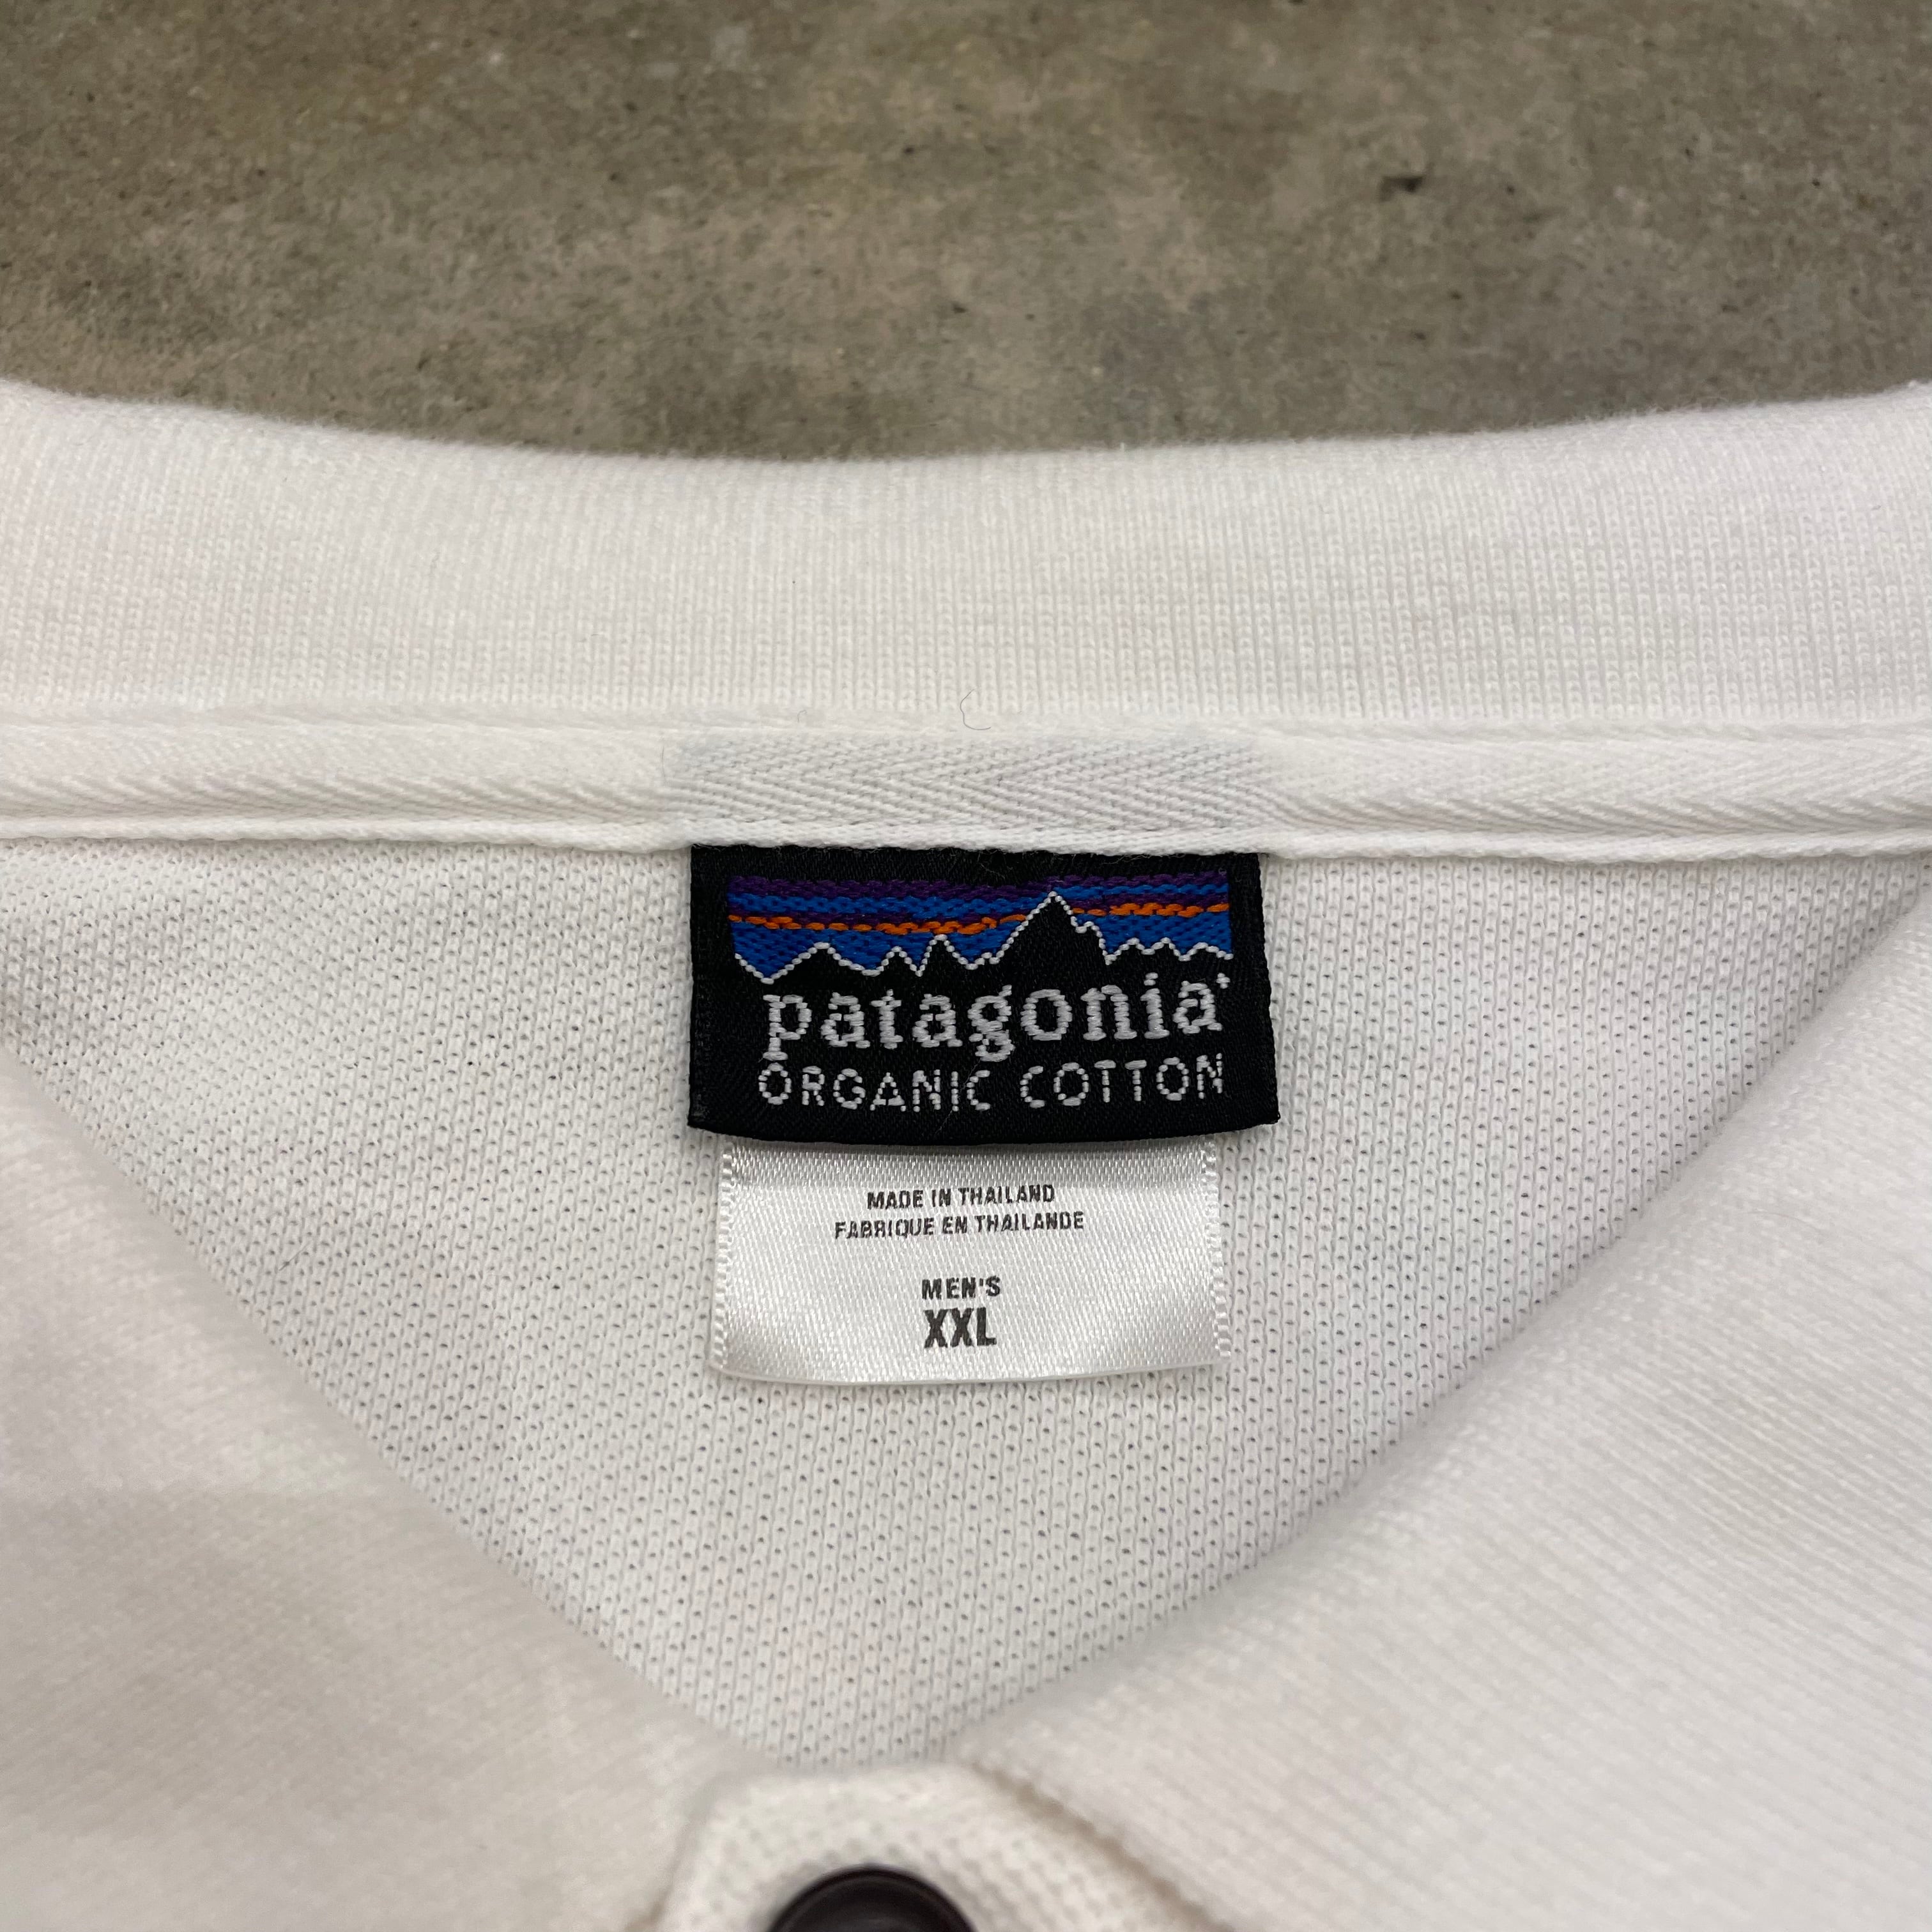 patagonia
ORGANIC COTTON
MADE IN THAILAND
FABRIQUE EN THAILANDE
MEN'S
XXL